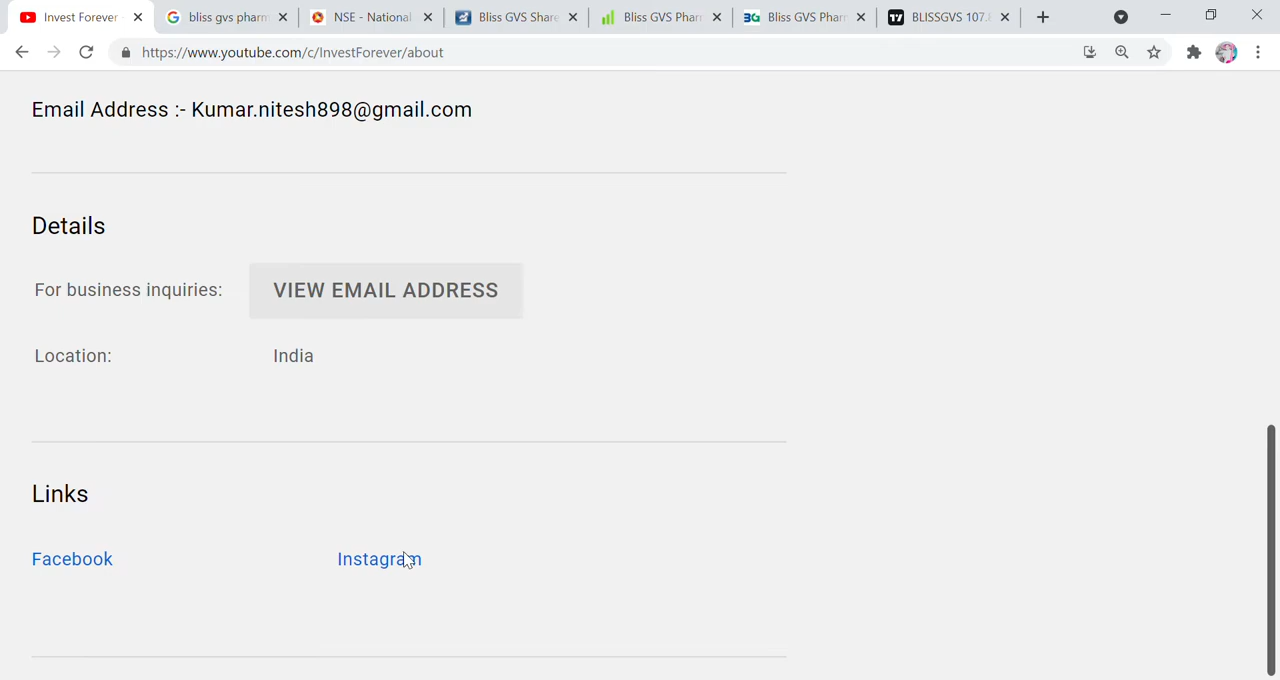 Invest Forever
bliss gvs pharm
NSE - National
Bliss GVS Share
Bliss GVS Phar
Bliss GVS Pharm
BLISSGVS 107.
https://www.youtube.com/c/InvestForever/about
Email Address :- Kumar.nitesh898@gmail.com
Details
For business inquiries: VIEW EMAIL ADDRESS
Location: India
Links
Facebook Instagram